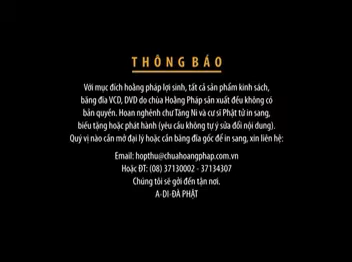 THÔNG BÁO
Với mục đích hoằng pháp lợi sinh, tất cả sản phẩm kinh sách,
băng đĩa VCD, DVD do chùa Hoằng Pháp sản xuất đều không có
bản quyền. Hoan nghênh chư Tăng Ni và cư sĩ Phật tử in sang,
biếu tặng hoặc phát hành (yêu cầu không tự ý sửa đổi nội dung).
Quý vị nào cần mở đại lý hoặc cần băng đĩa gốc để in sang, xin liên hệ:
Email: hopthu@chuahoangphap.com.vn
Hoặc ĐT: (08) 37130002 - 37134307
Chúng tôi sẽ gởi đến tận nơi.
A-DI-ĐÀ PHẬT